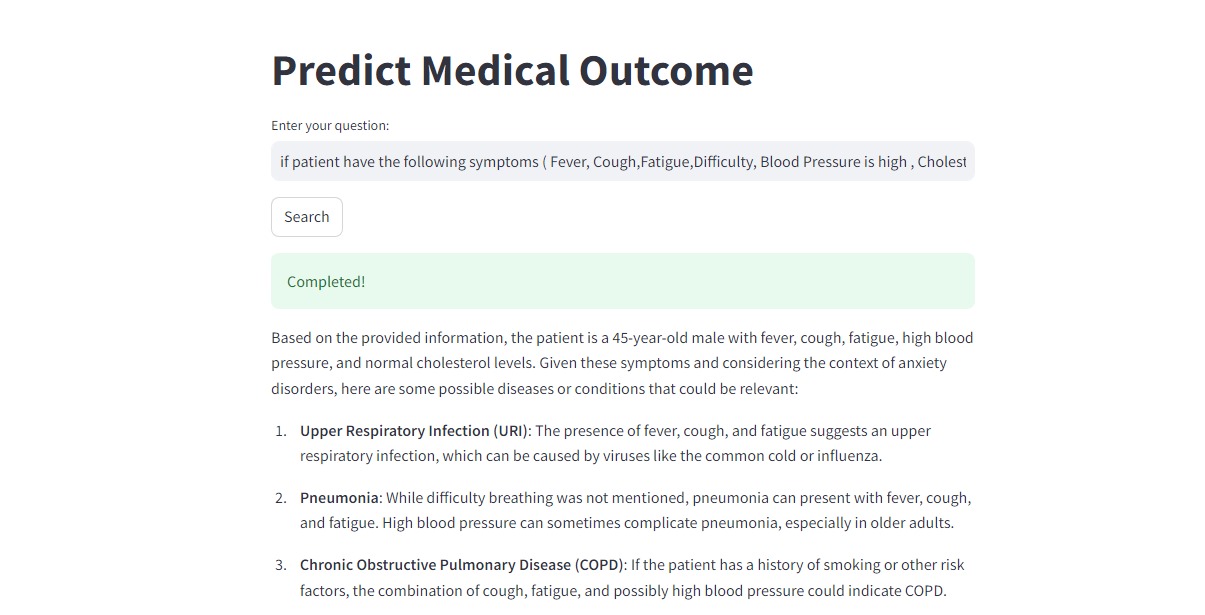 Predict Medical Outcome
Enter your question:
if patient have the following symptoms ( Fever, Cough,Fatigue,Difficulty, Blood Pressure is high , Cholest
Search
Completed!
Based on the provided information, the patient is a 45-year-old male with fever, cough, fatigue, high blood
pressure, and normal cholesterol levels. Given these symptoms and considering the context of anxiety
disorders, here are some possible diseases or conditions that could be relevant:
1. Upper Respiratory Infection (URI): The presence of fever, cough, and fatigue suggests an upper
respiratory infection, which can be caused by viruses like the common cold or influenza.
2. Pneumonia: While difficulty breathing was not mentioned, pneumonia can present with fever, cough,
and fatigue. High blood pressure can sometimes complicate pneumonia, especially in older adults.
3. Chronic Obstructive Pulmonary Disease (COPD): If the patient has a history of smoking or other risk
factors, the combination of cough, fatigue, and possibly high blood pressure could indicate COPD.